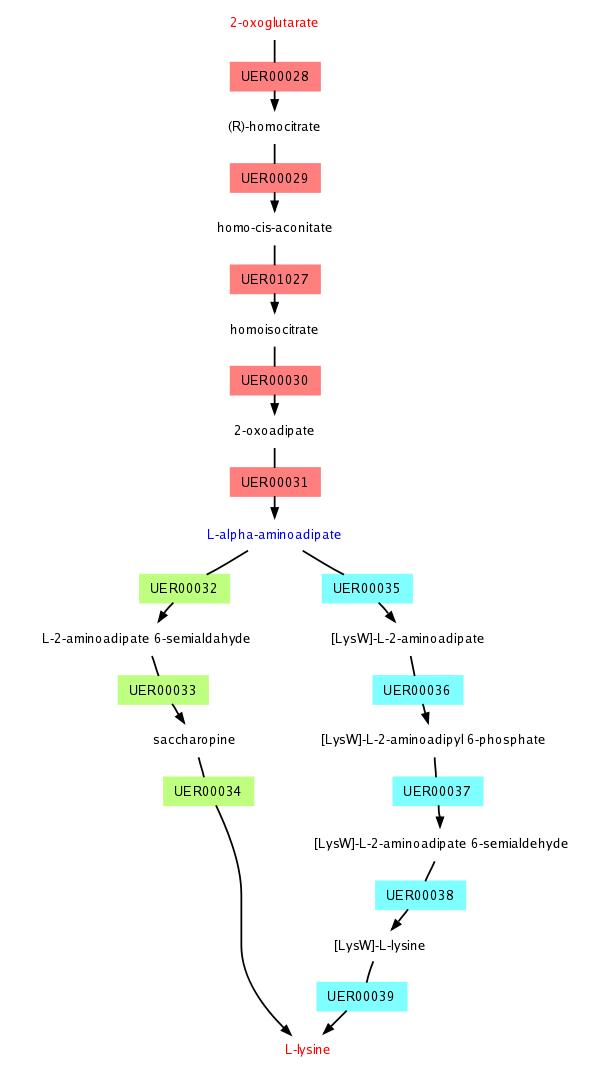 2-oxoglutarate
UER00028
(R)-homocitrate
UER00029
homo-cis-aconitate
UER01027
homoisocitrate
UER00030
2-oxoadipate
UER00031
L-alpha-aminoadipate
UER00032
UER00035
L-2-aminoadipate 6-semialdahyde
[LysW]-L-2-aminoadipate
UER00033
UER00036
saccharopine
[LysW]-L-2-aminoadipyl 6-phosphate
UER00034
UER00037
[LysW]-L-2-aminoadipate 6-semialdehyde
UER00038
[LysW]-L-lysine
UER00039
L-lysine